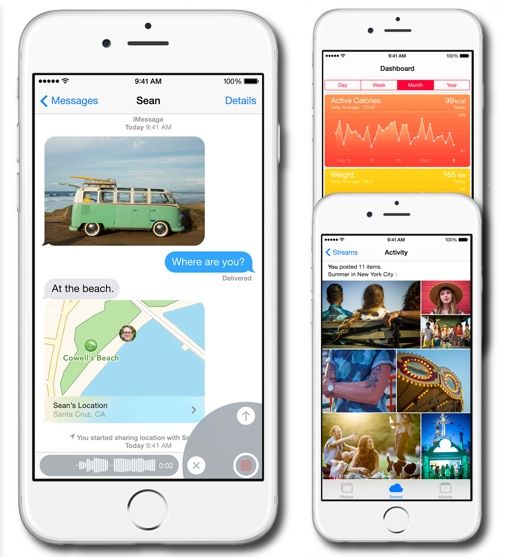 9:41 AM
100%
Messages
Sean
Details
iMessage
Today 9:41 AM
Where are you?
Delivered
At the beach.
Cowell's Beach
Sean's Location
Santa Cruz, CA
You started sharing location with Se
Today 9:41 AM
0:02
9:41 AM
100%
Dashboard
Day
Week
Month
Year
Active Calories
99 kcal
Daily Average:
Today
Weight
165 lbs
Daily Average:
9:41 AM
100%
Streams
Activity
You posted 11 items.
Summer in New York City
Photos
Shared
Albums